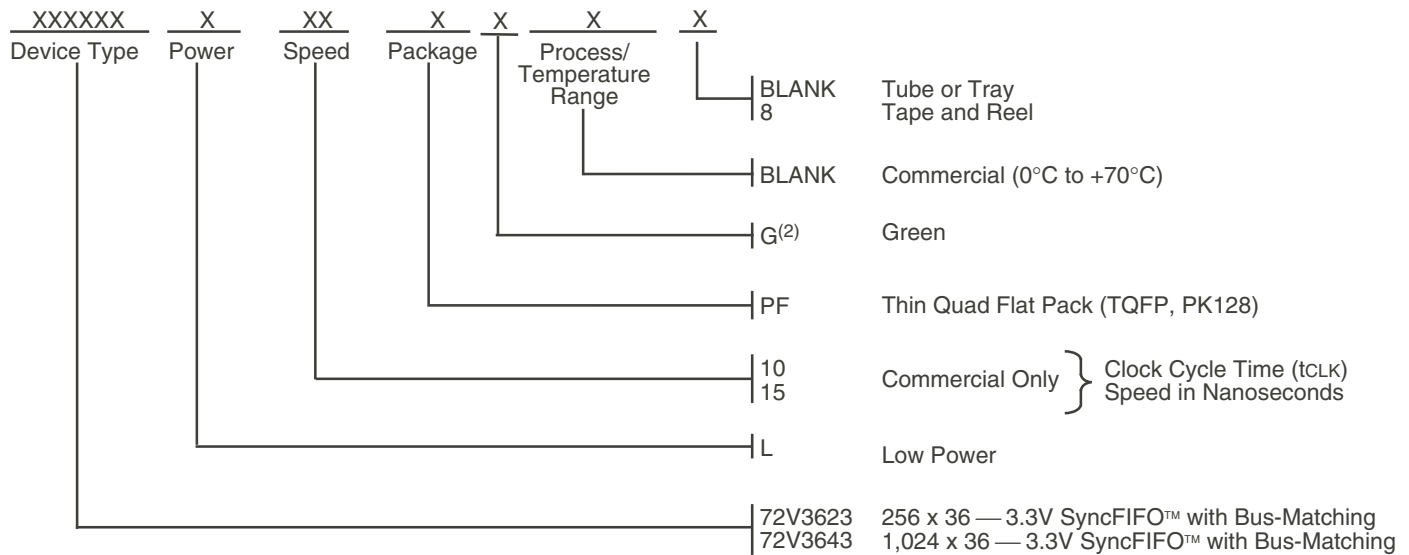 XXXXXX X XX X X X X
Device Type Power Speed Package Process/
Temperature
Range
BLANK Tube or Tray
8 Tape and Reel
BLANK Commercial (0°C to +70°C)
G(2) Green
PF Thin Quad Flat Pack (TQFP, PK128)
10
15
Commercial Only
Clock Cycle Time (tCLK)
Speed in Nanoseconds
L Low Power
72V3623 256 x 36 — 3.3V SyncFIFO™ with Bus-Matching
72V3643 1,024 x 36 — 3.3V SyncFIFO™ with Bus-Matching